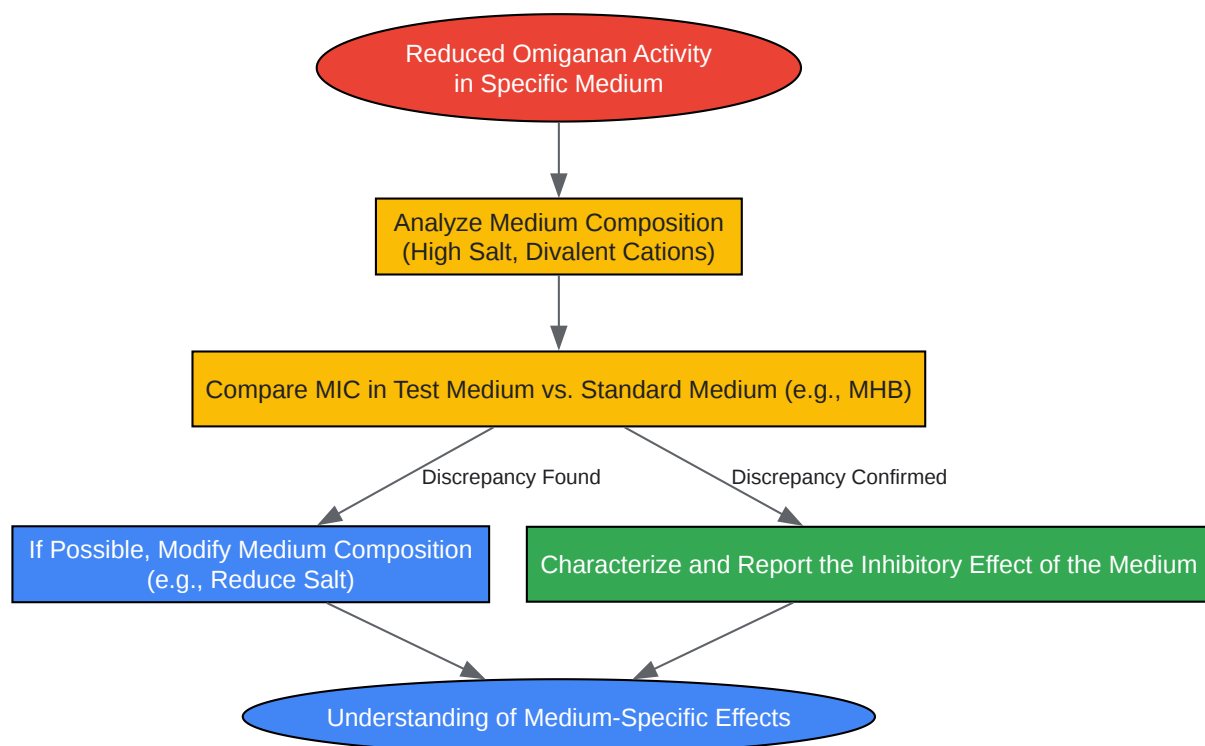 Reduced Omiganan Activity
in Specific Medium
Analyze Medium Composition
(High Salt, Divalent Cations)
Compare MIC in Test Medium vs. Standard Medium (e.g., MHB)
Discrepancy Found
Discrepancy Confirmed
If Possible, Modify Medium Composition
(e.g., Reduce Salt)
Characterize and Report the Inhibitory Effect of the Medium
Understanding of Medium-Specific Effects